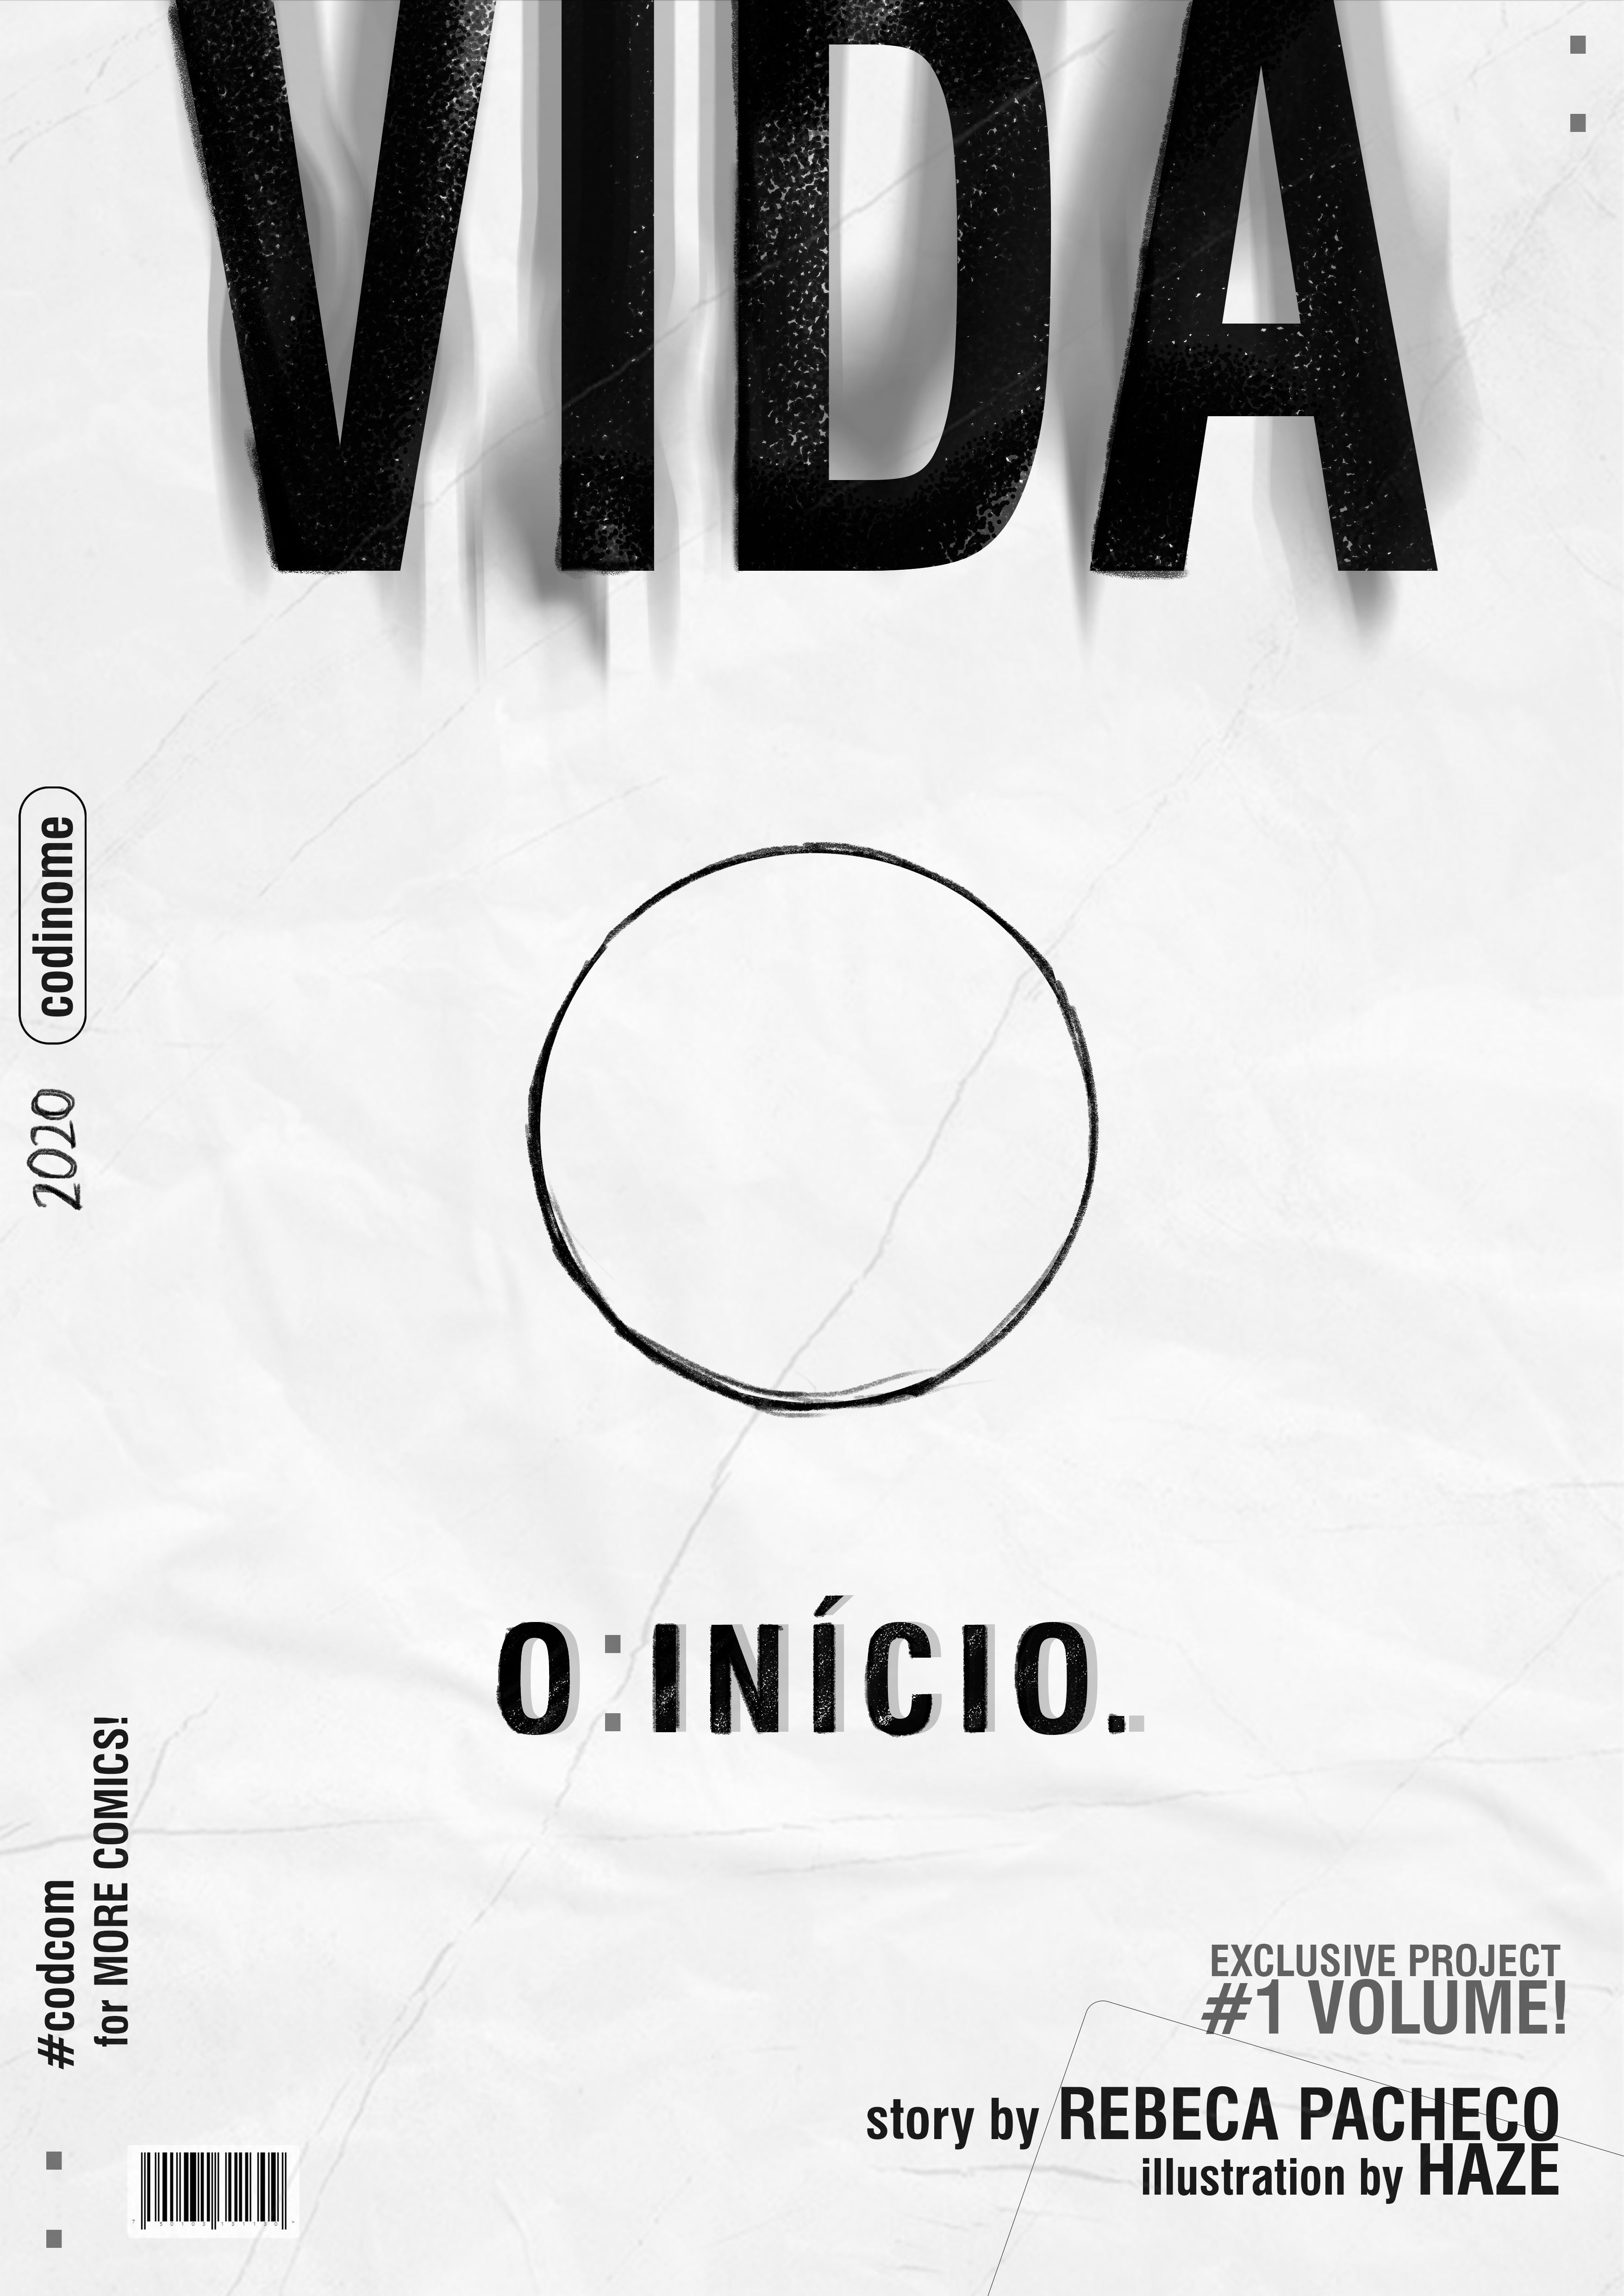 VIDA
codinome
2020
O:INÍCIO.
#codcom
for MORE COMICS!
EXCLUSIVE PROJECT
#1 VOLUME!
story by REBECA PACHECO
illustration by HAZE